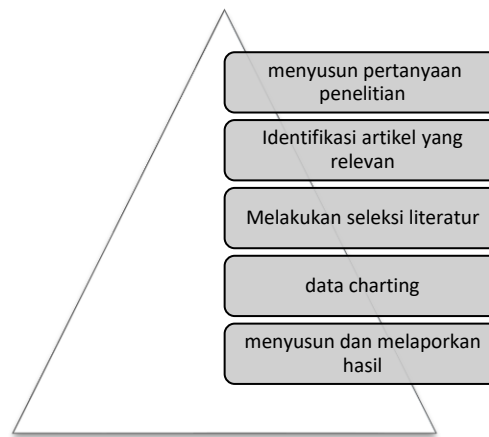 menyusun pertanyaan
penelitian
Identifikasi artikel yang
relevan
Melakukan seleksi literatur
data charting
menyusun dan melaporkan
hasil